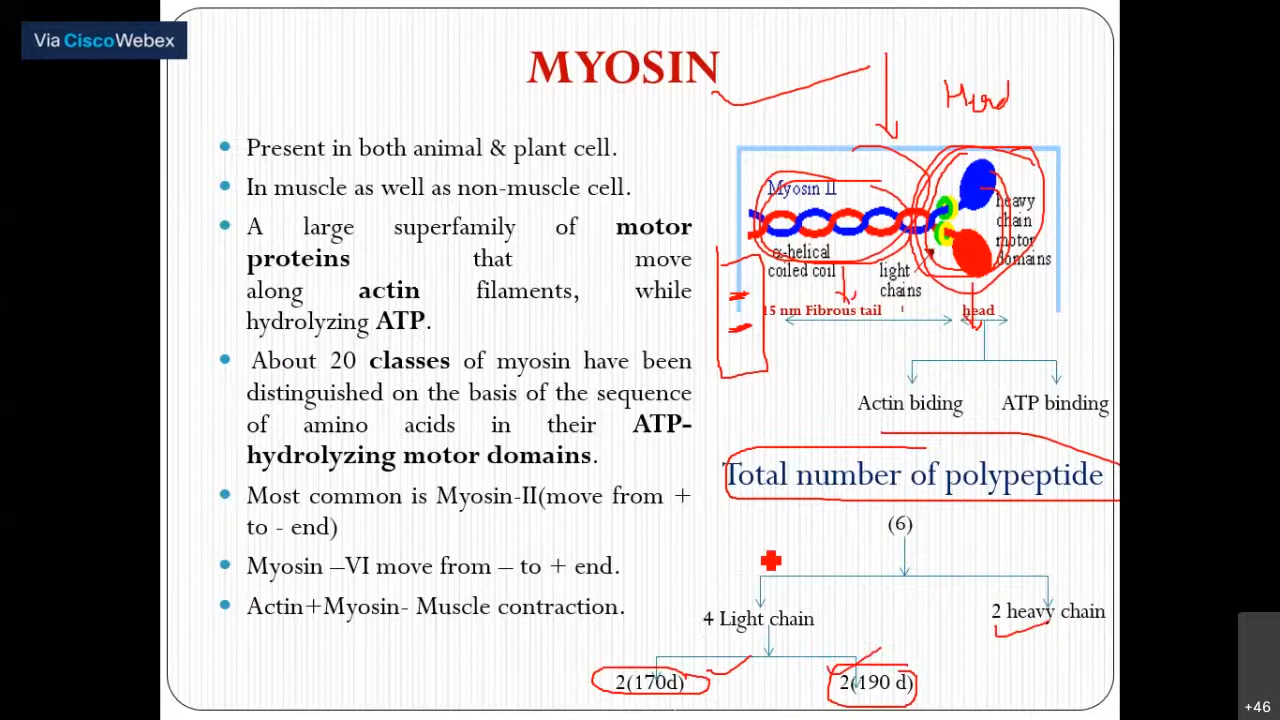 Via CiscoWebex
MYOSIN
Present in both animal & plant cell.
In muscle as well as non-muscle cell.
A large superfamily of motor
proteins that move
along actin filaments, while
hydrolyzing ATP.
About 20 classes of myosin have been
distinguished on the basis of the sequence
of amino acids in their ATP-
hydrolyzing motor domains.
Most common is Myosin-II(move from +
to - end)
Myosin –VI move from – to + end.
Actin+Myosin- Muscle contraction.
Myosin II
heavy
chain
motor
domains
α-helical
coiled coil
light
chains
15 nm Fibrous tail
head
Actin biding
ATP binding
Total number of polypeptide
(6)
4 Light chain
2 heavy chain
2(170d)
2(190 d)
+46